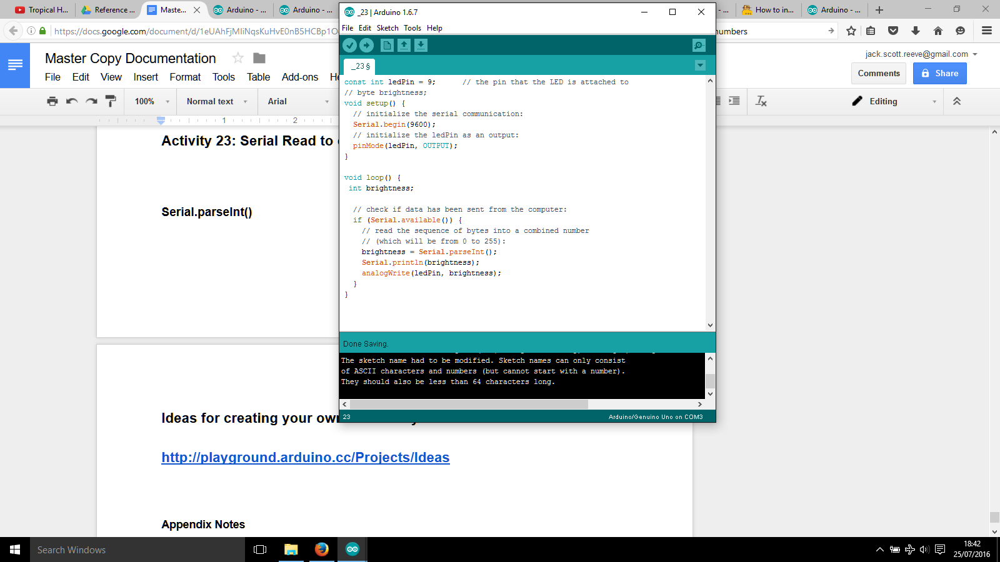 Tropical H...
Reference ...
Maste...
Arduino - ...
Arduino - ...
- ...
How to in...
Arduino - ...
https://docs.google.com/document/d/1eUAhFjMIiNqsKuHvE0nB5HCBp1O
numbers
Master Copy Documentation
jack.scott.reeve@gmail.com
File Edit View Insert Format Tools Table Add-ons He
Comments
Share
100%
Normal text
Arial
Editing
1
2
Activity 23: Serial Read to
Serial.parseInt()
Ideas for creating your own
http://playground.arduino.cc/Projects/Ideas
Appendix Notes
_23 | Arduino 1.6.7
File Edit Sketch Tools Help
_23 §
const int ledPin = 9;      // the pin that the LED is attached to
// byte brightness;
void setup() {
// initialize the serial communication:
Serial.begin(9600);
// initialize the ledPin as an output:
pinMode(ledPin, OUTPUT);
}
void loop() {
int brightness;
// check if data has been sent from the computer:
if (Serial.available()) {
// read the sequence of bytes into a combined number
// (which will be from 0 to 255):
brightness = Serial.parseInt();
Serial.println(brightness);
analogWrite(ledPin, brightness);
}
}
Done Saving.
The sketch name had to be modified. Sketch names can only consist
of ASCII characters and numbers (but cannot start with a number).
They should also be less than 64 characters long.
23
Arduino/Genuino Uno on COM3
Search Windows
18:42
25/07/2016